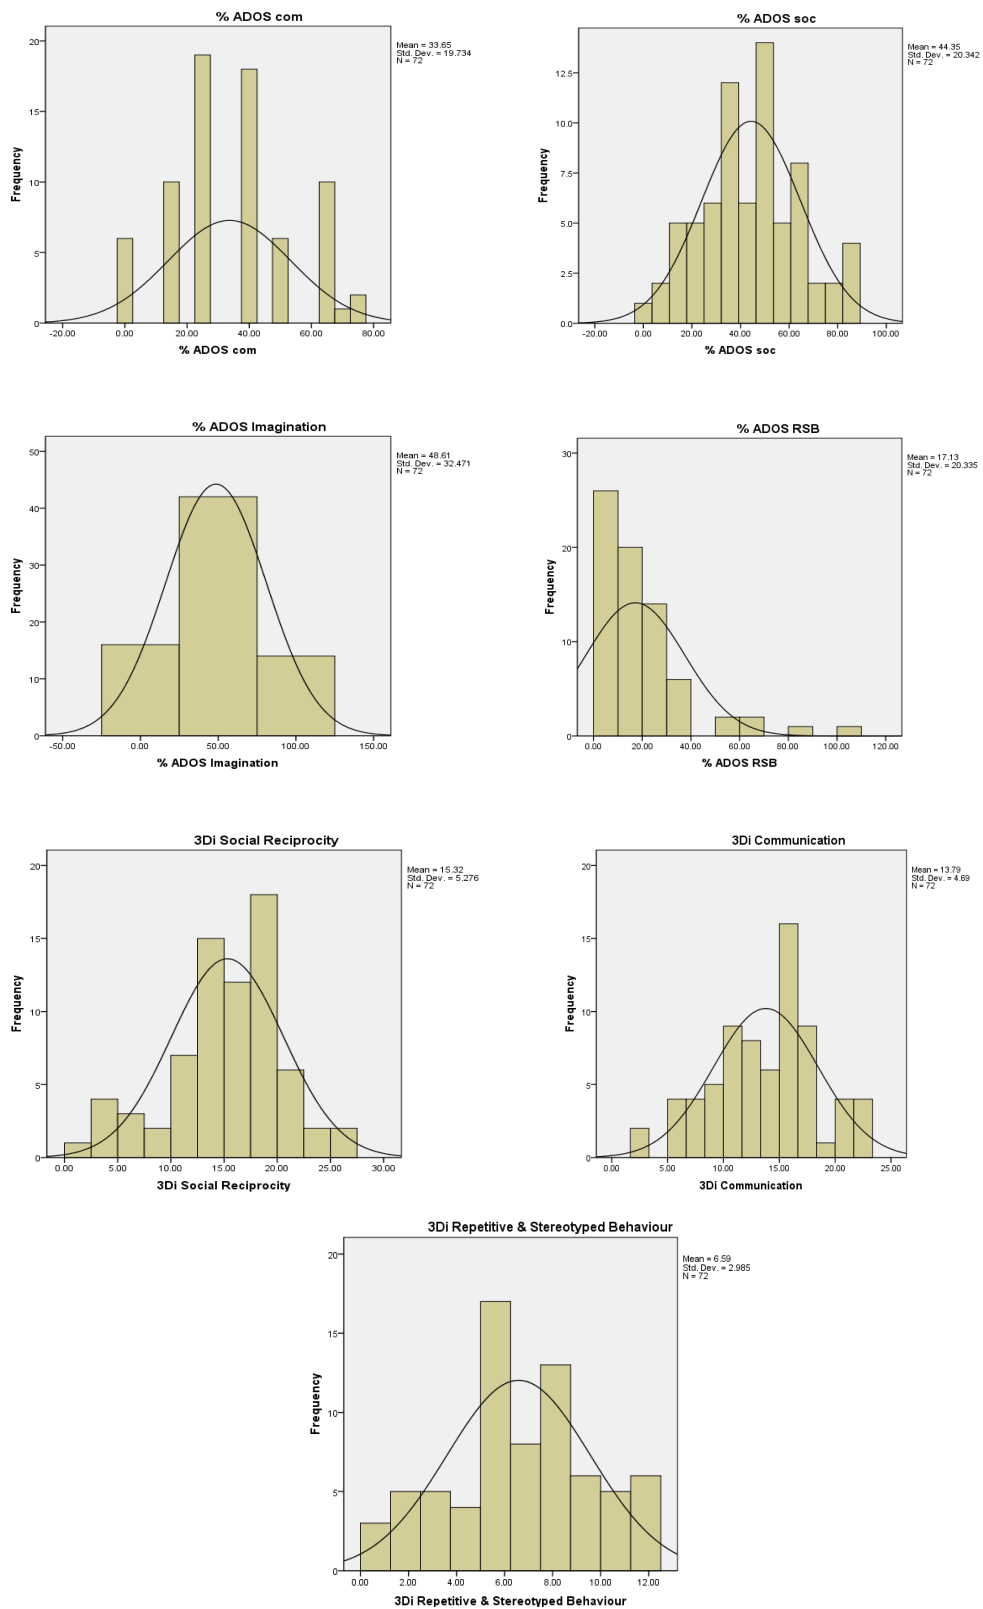 % ADOS com
Mean = 33.65
Std. Dev. = 19.734
N = 72
Frequency
20
15
10
5
0
-20.00 0.00 20.00 40.00 60.00 80.00
% ADOS com
% ADOS soc
Mean = 44.35
Std. Dev. = 20.342
N = 72
Frequency
12.5
10.0
7.5
5.0
2.5
0.0
-20.00 0.00 20.00 40.00 60.00 80.00 100.00
% ADOS soc
% ADOS Imagination
Mean = 48.61
Std. Dev. = 32.471
N = 72
Frequency
50
40
30
20
10
0
-50.00 0.00 50.00 100.00 150.00
% ADOS Imagination
% ADOS RSB
Mean = 17.13
Std. Dev. = 20.335
N = 72
Frequency
30
20
10
0
0.00 20.00 40.00 60.00 80.00 100.00 120.00
% ADOS RSB
3Di Social Reciprocity
Mean = 15.32
Std. Dev. = 5.276
N = 72
Frequency
20
15
10
5
0
0.00 5.00 10.00 15.00 20.00 25.00 30.00
3Di Social Reciprocity
3Di Communication
Mean = 13.79
Std. Dev. = 4.69
N = 72
Frequency
20
15
10
5
0
0.00 5.00 10.00 15.00 20.00 25.00
3Di Communication
3Di Repetitive & Stereotyped Behaviour
Mean = 6.59
Std. Dev. = 2.985
N = 72
Frequency
20
15
10
5
0
0.00 2.00 4.00 6.00 8.00 10.00 12.00
3Di Repetitive & Stereotyped Behaviour